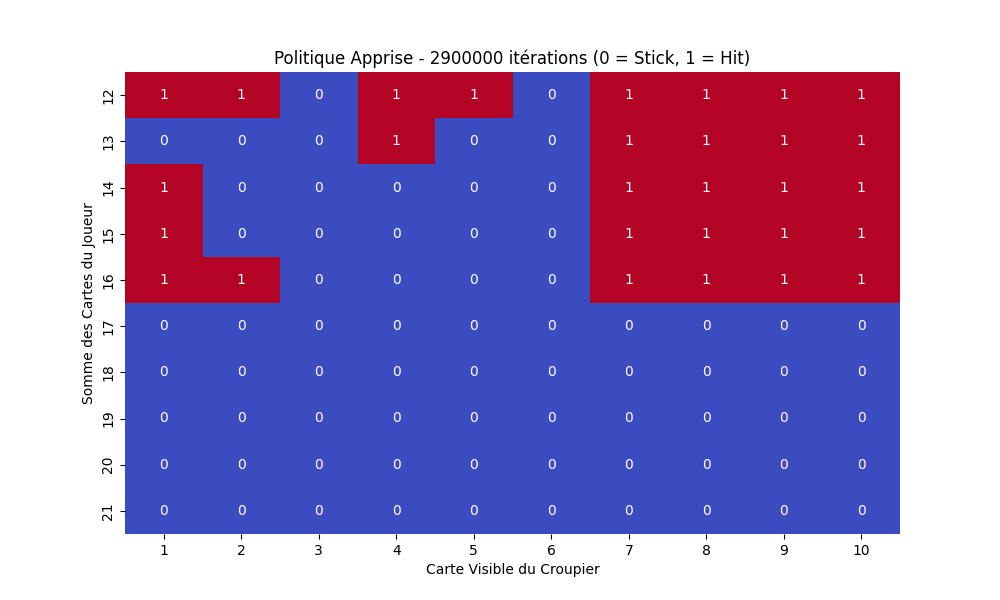 Politique Apprise - 2900000 itérations (0 = Stick, 1 = Hit)
Somme des Cartes du Joueur
12 1 1 0 1 1 0 1 1 1 1
13 0 0 0 1 0 0 1 1 1 1
14 1 0 0 0 0 0 1 1 1 1
15 1 0 0 0 0 0 1 1 1 1
16 1 1 0 0 0 0 1 1 1 1
17 0 0 0 0 0 0 0 0 0 0
18 0 0 0 0 0 0 0 0 0 0
19 0 0 0 0 0 0 0 0 0 0
20 0 0 0 0 0 0 0 0 0 0
21 0 0 0 0 0 0 0 0 0 0
1 2 3 4 5 6 7 8 9 10
Carte Visible du Croupier